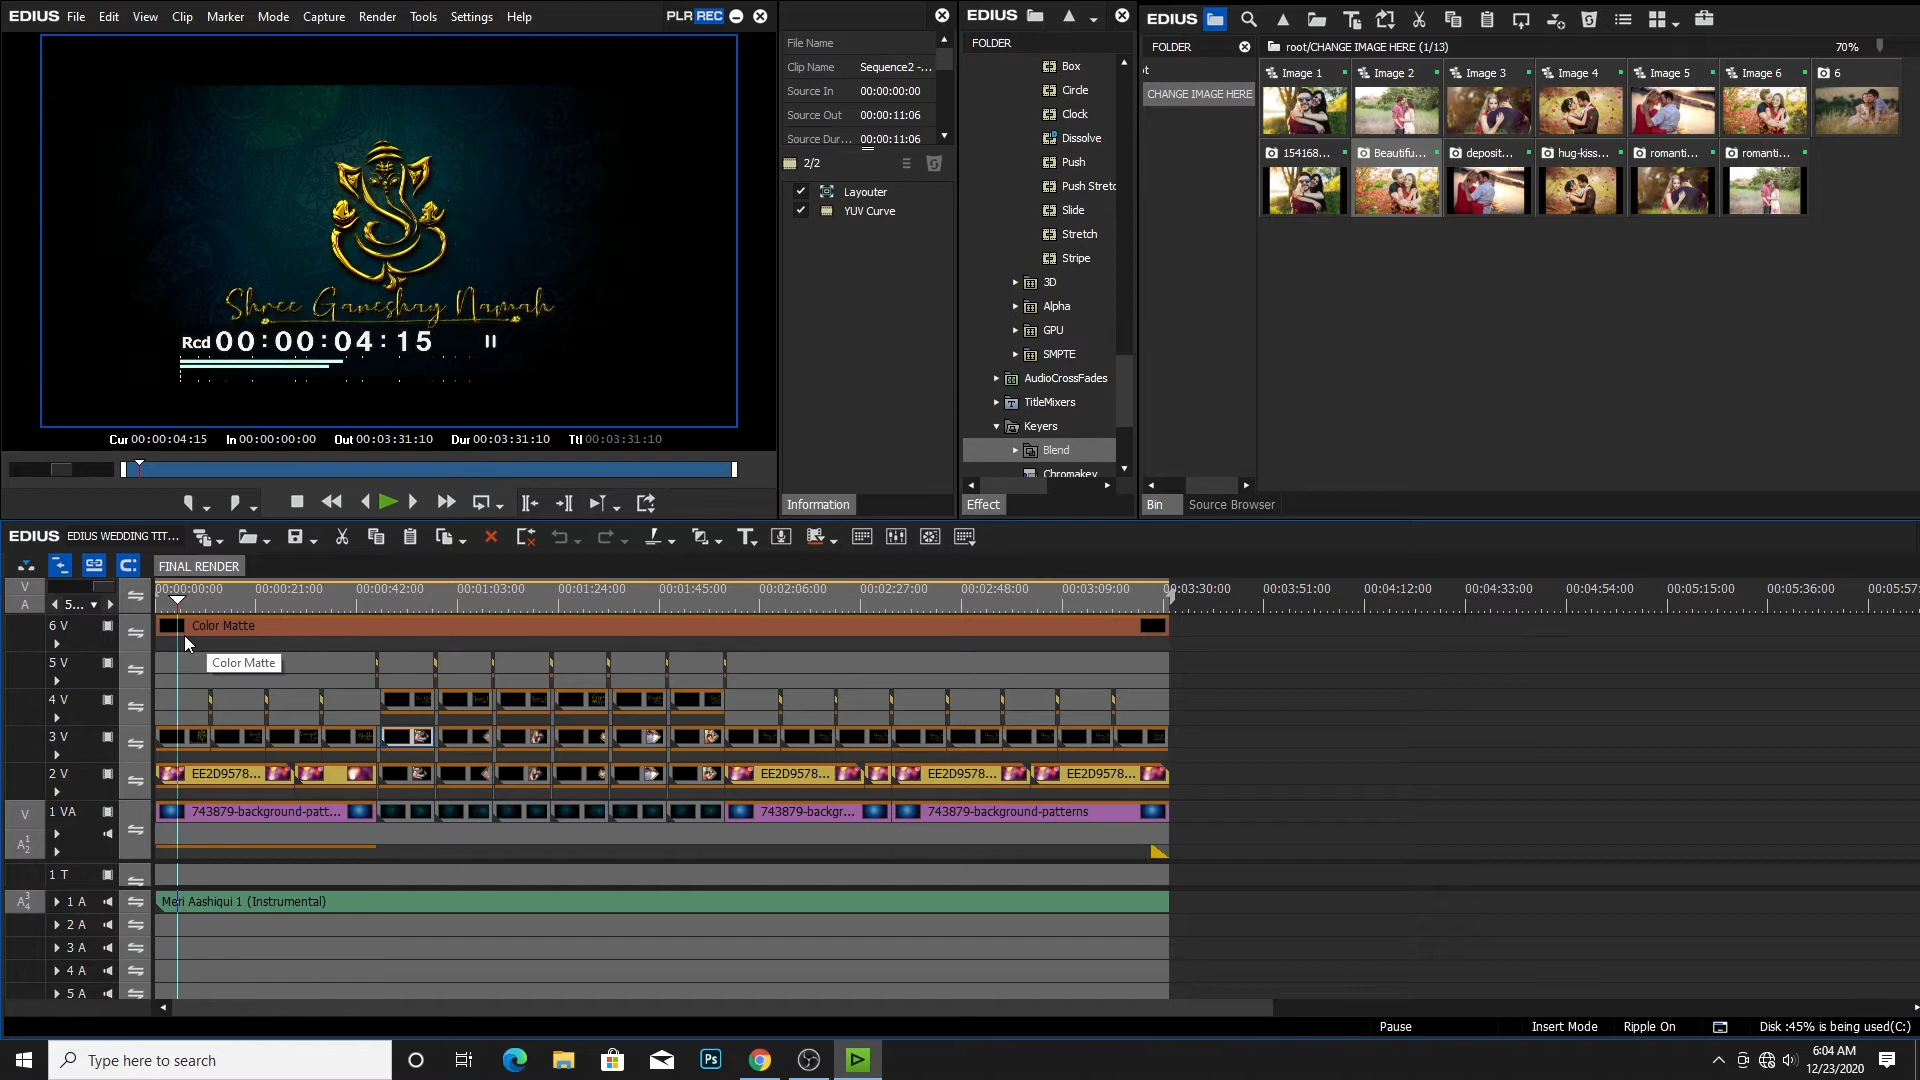 EDIUS File Edit View Clip Marker Mode Capture Render Tools Settings Help PLR REC
Shree Ganeshay Namah
Rcd 00:00:04:15
Cur 00:00:04:15 In 00:00:00:00 Out 00:03:31:10 Dur 00:03:31:10 Ttl 00:03:31:10
File Name
Clip Name Sequence2 -...
Source In 00:00:00:00
Source Out 00:00:11:06
Source Dur... 00:00:11:06
2/2
Layouter
YUV Curve
Information
EDIUS
FOLDER
Box
Circle
Clock
Dissolve
Push
Push Stretc
Slide
Stretch
Stripe
3D
Alpha
GPU
SMPTE
AudioCrossFades
TitleMixers
Keyers
Blend
Chromakey
Effect
EDIUS
FOLDER
root/CHANGE IMAGE HERE (1/13) 70%
CHANGE IMAGE HERE
Image 1 Image 2 Image 3 Image 4 Image 5 Image 6 6
154168... Beautifu... deposit... hug-kiss... romanti... romanti...
Bin Source Browser
EDIUS EDIUS WEDDING TIT...
FINAL RENDER
V
A
5...
00:00:00:00 00:00:21:00 00:00:42:00 00:01:03:00 00:01:24:00 00:01:45:00 00:02:06:00 00:02:27:00 00:02:48:00 00:03:09:00 00:03:30:00 00:03:51:00 00:04:12:00 00:04:33:00 00:04:54:00 00:05:15:00 00:05:36:00 00:05:57:
6 V Color Matte
Color Matte
5 V
4 V
3 V
2 V EE2D9578... EE2D9578... EE2D9578... EE2D9578...
V 1 VA 743879-background-patt... 743879-backgr... 743879-background-patterns
A 1 2
1 T
A 3 4 1 A Meri Aashiqui 1 (Instrumental)
2 A
3 A
4 A
5 A
Pause Insert Mode Ripple On Disk :45% is being used(C:)
Type here to search
Ps
6:04 AM
12/23/2020